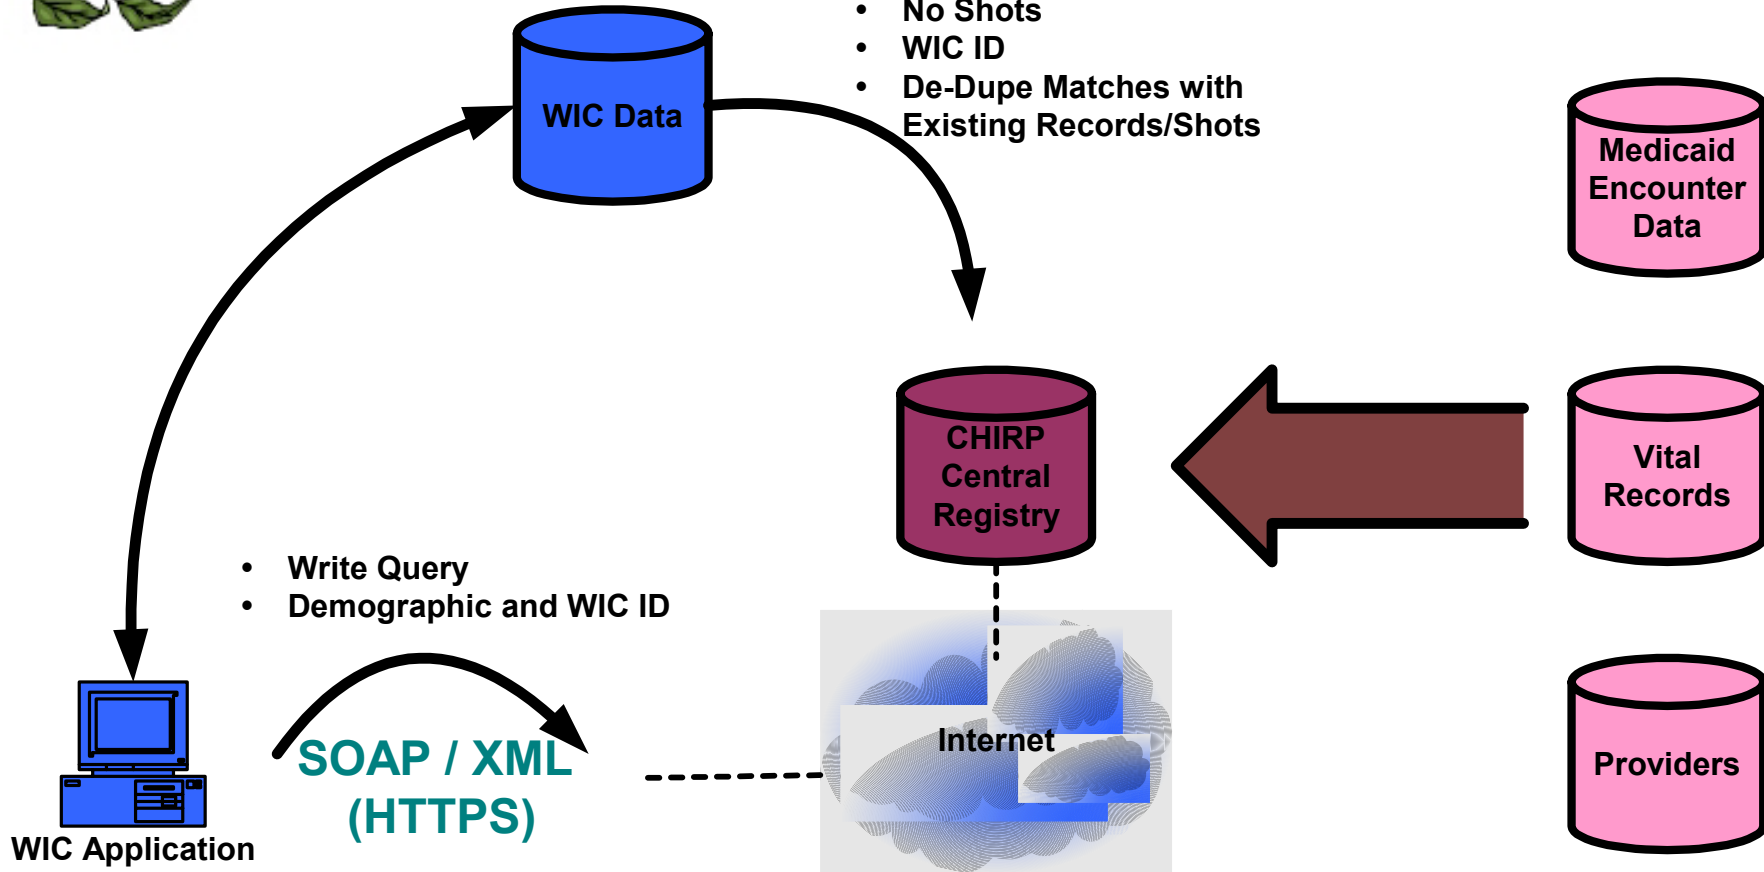 • No Shots
• WIC ID
• De-Dupe Matches with
Existing Records/Shots
WIC Data
Medicaid
Encounter
Data
CHIRP
Central
Registry
Vital
Records
• Write Query
• Demographic and WIC ID
SOAP / XML
(HTTPS)
Internet
Providers
WIC Application